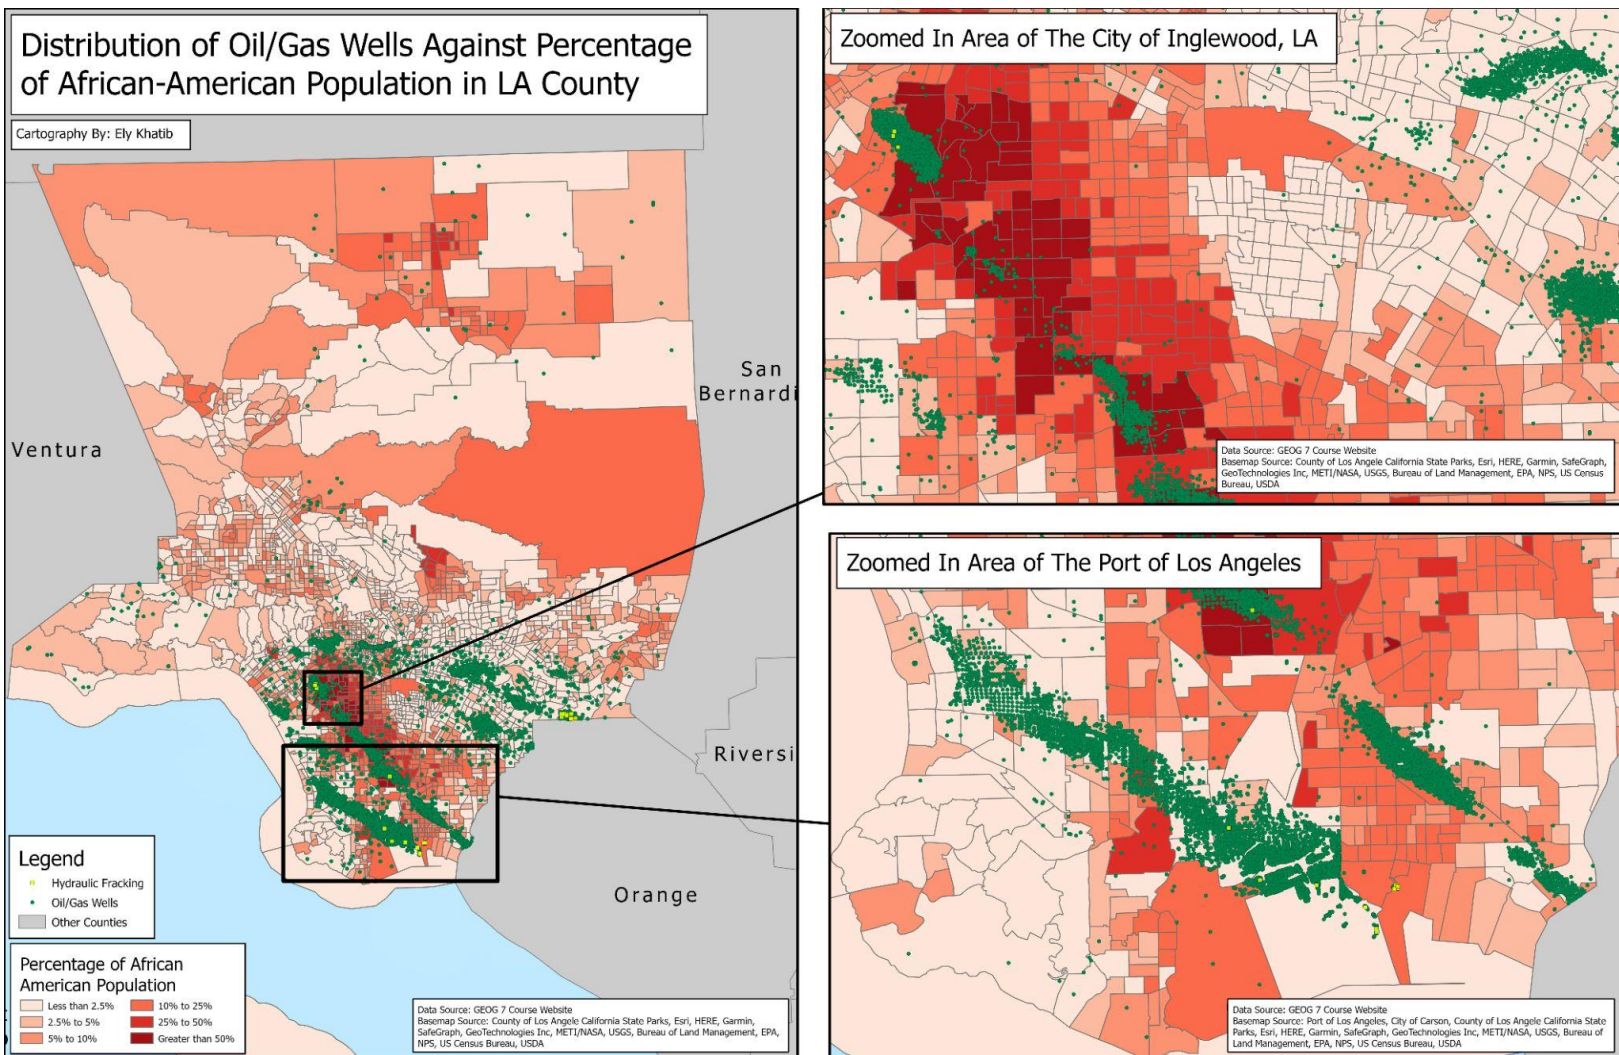 Distribution of Oil/Gas Wells Against Percentage
of African-American Population in LA County
Cartography By: Ely Khatib
Ventura
San
Bernardi
Riversi
Orange
Legend
Hydraulic Fracking
Oil/Gas Wells
Other Counties
Percentage of African
American Population
Less than 2.5%
2.5% to 5%
5% to 10%
10% to 25%
25% to 50%
Greater than 50%
Data Source: GEOG 7 Course Website
Basemap Source: County of Los Angele California State Parks, Esri, HERE, Garmin,
SafeGraph, GeoTechnologies Inc, METI/NASA, USGS, Bureau of Land Management, EPA,
NPS, US Census Bureau, USDA
Zoomed In Area of The City of Inglewood, LA
Data Source: GEOG 7 Course Website
Basemap Source: County of Los Angele California State Parks, Esri, HERE, Garmin, SafeGraph,
GeoTechnologies Inc, METI/NASA, USGS, Bureau of Land Management, EPA, NPS, US Census
Bureau, USDA
Zoomed In Area of The Port of Los Angeles
Data Source: GEOG 7 Course Website
Basemap Source: Port of Los Angeles, City of Carson, County of Los Angele California State
Parks, Esri, HERE, Garmin, SafeGraph, GeoTechnologies Inc, METI/NASA, USGS, Bureau of
Land Management, EPA, NPS, US Census Bureau, USDA